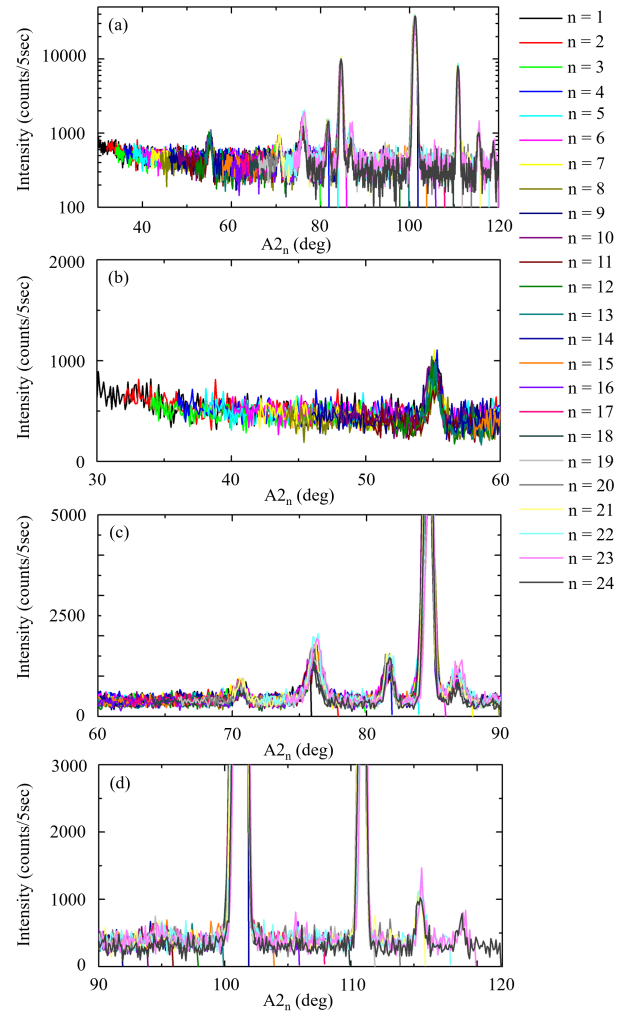 (a)
Intensity (counts/5sec)
10000
1000
100
40 60 80 100 120
A2n (deg)
(b)
Intensity (counts/5sec)
2000
1000
0
30 40 50 60
A2n (deg)
(c)
Intensity (counts/5sec)
5000
2500
0
60 70 80 90
A2n (deg)
(d)
Intensity (counts/5sec)
3000
2000
1000
0
90 100 110 120
A2n (deg)
n = 1
n = 2
n = 3
n = 4
n = 5
n = 6
n = 7
n = 8
n = 9
n = 10
n = 11
n = 12
n = 13
n = 14
n = 15
n = 16
n = 17
n = 18
n = 19
n = 20
n = 21
n = 22
n = 23
n = 24